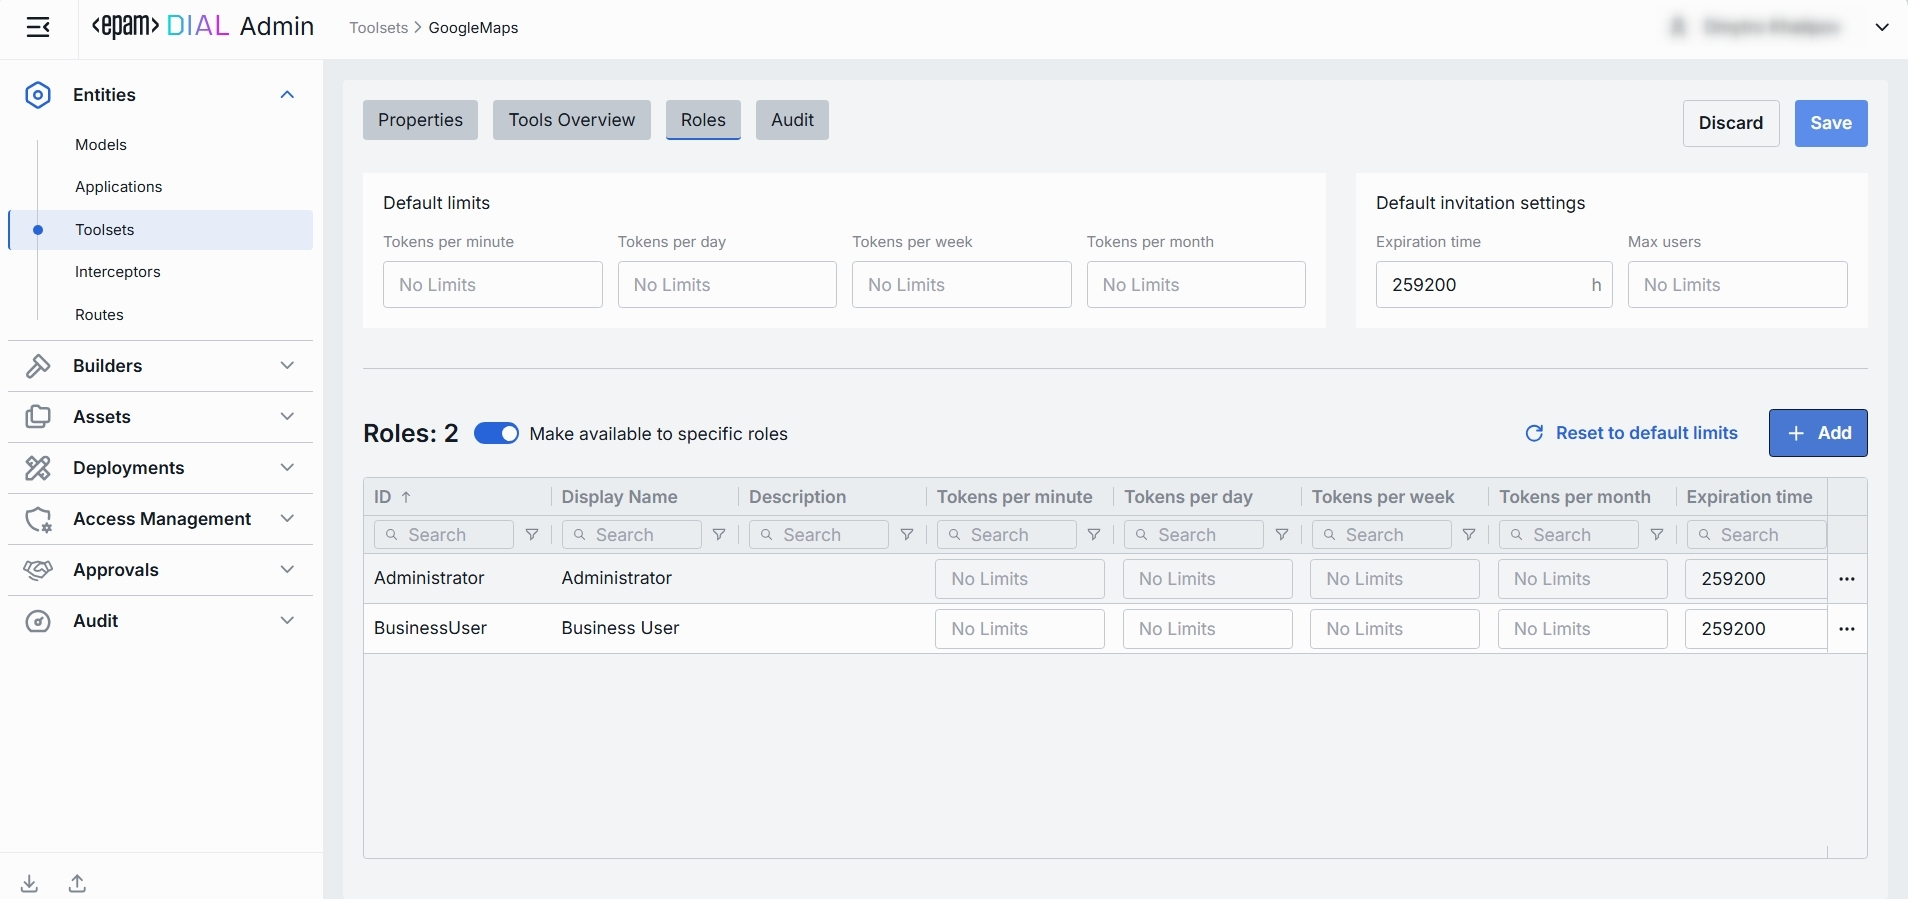 <epam> DIAL Admin
Toolsets > GoogleMaps
Entities
Models
Applications
Toolsets
Interceptors
Routes
Builders
Assets
Deployments
Access Management
Approvals
Audit
Properties Tools Overview Roles Audit
Discard Save
Default limits
Tokens per minute Tokens per day Tokens per week Tokens per month
No Limits No Limits No Limits No Limits
Default invitation settings
Expiration time Max users
259200 h No Limits
Roles: 2 Make available to specific roles
Reset to default limits + Add
ID ↑ Display Name Description Tokens per minute Tokens per day Tokens per week Tokens per month Expiration time
Search Search Search Search Search Search Search Search
Administrator Administrator No Limits No Limits No Limits No Limits 259200 ...
BusinessUser Business User No Limits No Limits No Limits No Limits 259200 ...